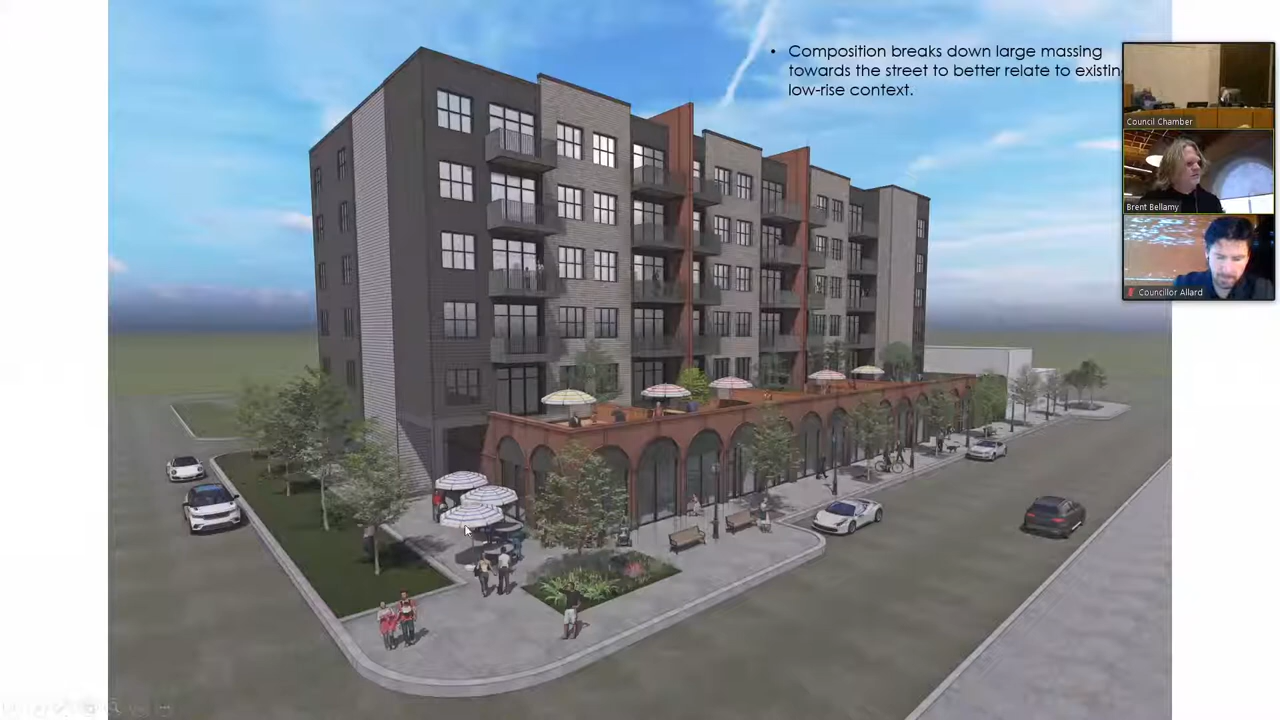 • Composition breaks down large massing
towards the street to better relate to existin
low-rise context.
Council Chamber
Brent Bellamy
Councillor Allard